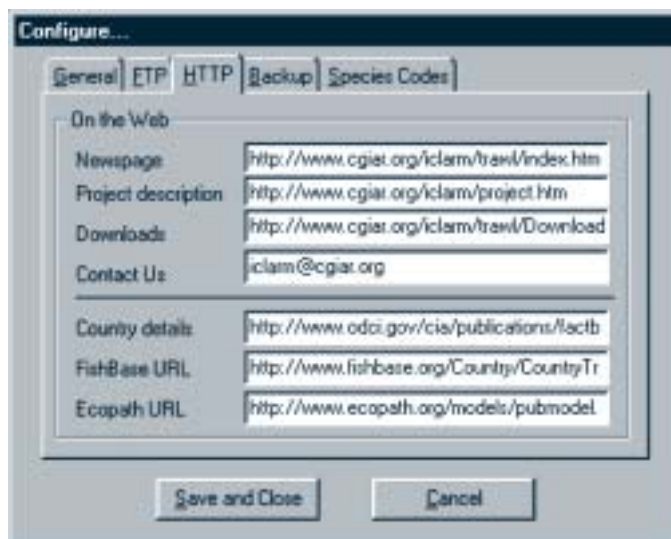 Configure...
General FTP HTTP Backup Species Codes
On the Web
Newspage http://www.cgiar.org/iclarm/trawl/index.htm
Project description http://www.cgiar.org/iclarm/project.htm
Downloads http://www.cgiar.org/iclarm/trawl/Download
Contact Us iclarm@cgiar.org
Country details http://www.odci.gov/cia/publications/factb
FishBase URL http://www.fishbase.org/Country/CountryTr
Ecopath URL http://www.ecopath.org/models/pubmodel.
Save and Close Cancel